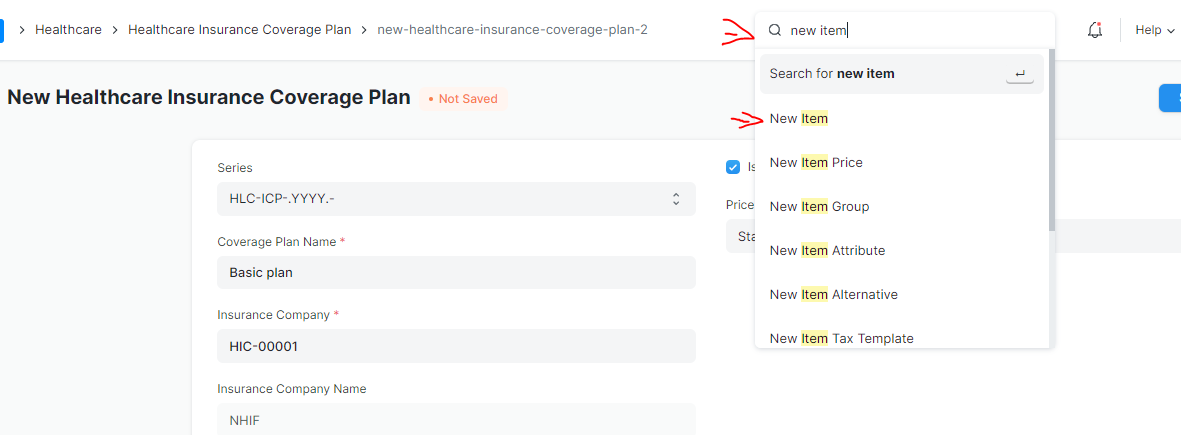 Healthcare > Healthcare Insurance Coverage Plan > new-healthcare-insurance-coverage-plan-2
new item
Help
Search for new item
New Healthcare Insurance Coverage Plan
• Not Saved
New Item
New Item Price
New Item Group
New Item Attribute
New Item Alternative
New Item Tax Template
Series
HLC-ICP-.YYYY.-
Coverage Plan Name *
Basic plan
Insurance Company *
HIC-00001
Insurance Company Name
NHIF
Price